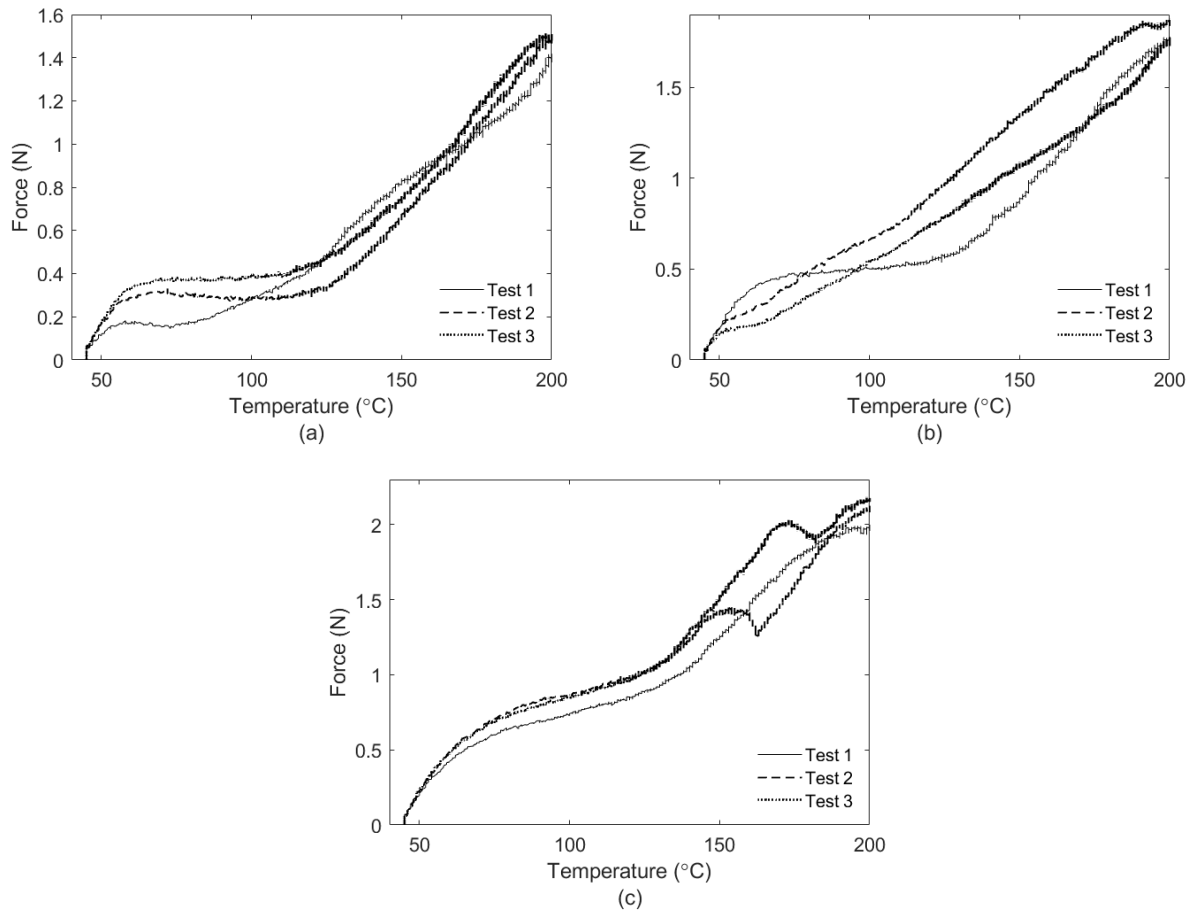 1.6
1.4
1.2
1
0.8
0.6
0.4
0.2
0
Force (N)
50 100 150 200
Temperature (°C)
(a)
Test 1
Test 2
Test 3
1.5
1
0.5
0
Force (N)
50 100 150 200
Temperature (°C)
(b)
Test 1
Test 2
Test 3
2
1.5
1
0.5
0
Force (N)
50 100 150 200
Temperature (°C)
(c)
Test 1
Test 2
Test 3